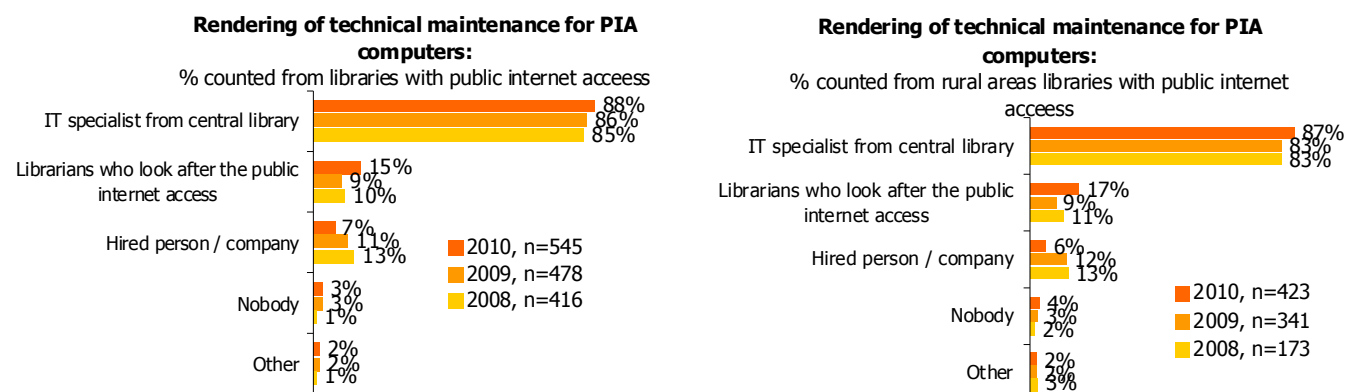 Rendering of technical maintenance for PIA
computers:
% counted from libraries with public internet acceess
IT specialist from central library
88%
86%
85%
Librarians who look after the public
internet access
15%
9%
10%
Hired person / company
7%
11%
13%
Nobody
3%
3%
1%
Other
2%
2%
1%
2010, n=545
2009, n=478
2008, n=416
Rendering of technical maintenance for PIA
computers:
% counted from rural areas libraries with public internet
acceess
IT specialist from central library
87%
83%
83%
Librarians who look after the public
internet access
17%
9%
11%
Hired person / company
6%
12%
13%
Nobody
4%
3%
2%
Other
2%
2%
3%
2010, n=423
2009, n=341
2008, n=173